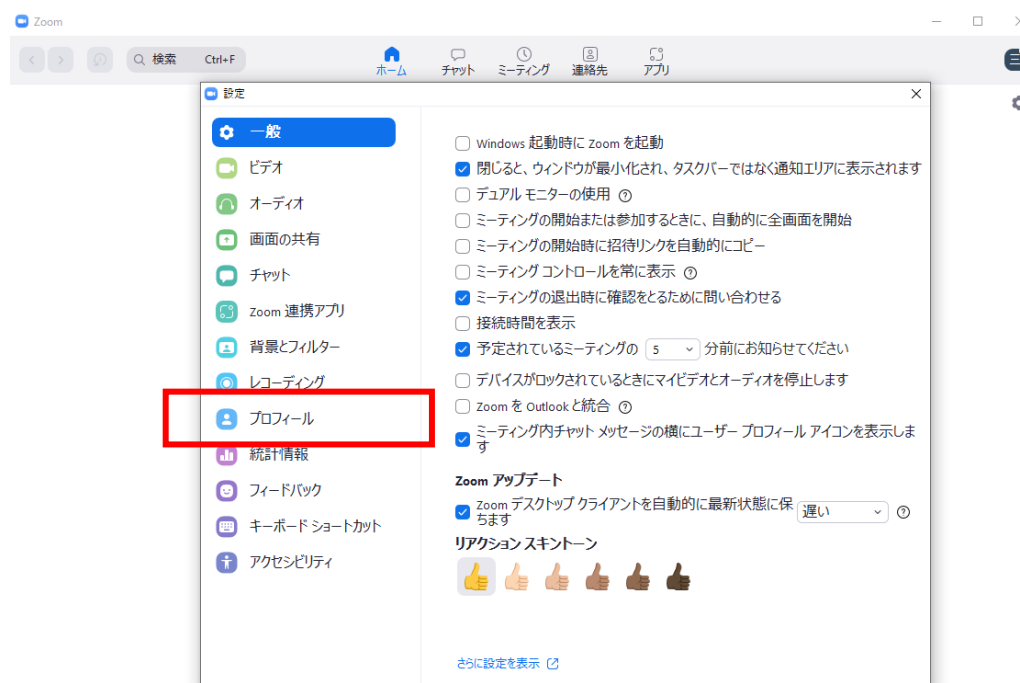 Zoom
検索 Ctrl+F
ホーム
チャット
ミーティング
連絡先
アプリ
設定
一般
ビデオ
オーディオ
画面の共有
チャット
Zoom 連携アプリ
背景とフィルター
レコーディング
プロフィール
統計情報
フィードバック
キーボード ショートカット
アクセシビリティ
Windows 起動時に Zoom を起動
閉じると、ウィンドウが最小化され、タスクバーではなく通知エリアに表示されます
デュアル モニターの使用
ミーティングの開始または参加するときに、自動的に全画面を開始
ミーティングの開始時に招待リンクを自動的にコピー
ミーティング コントロールを常に表示
ミーティングの退出時に確認をとるために問い合わせる
接続時間を表示
予定されているミーティングの 5 分前にお知らせてください
デバイスがロックされているときにマイビデオとオーディオを停止します
Zoom を Outlook と統合
ミーティング内チャット メッセージの横にユーザー プロフィール アイコンを表示しま
す
Zoom アップデート
Zoom デスクトップ クライアントを自動的に最新状態に保
ちます
遅い
リアクション スキントーン
さらに設定を表示